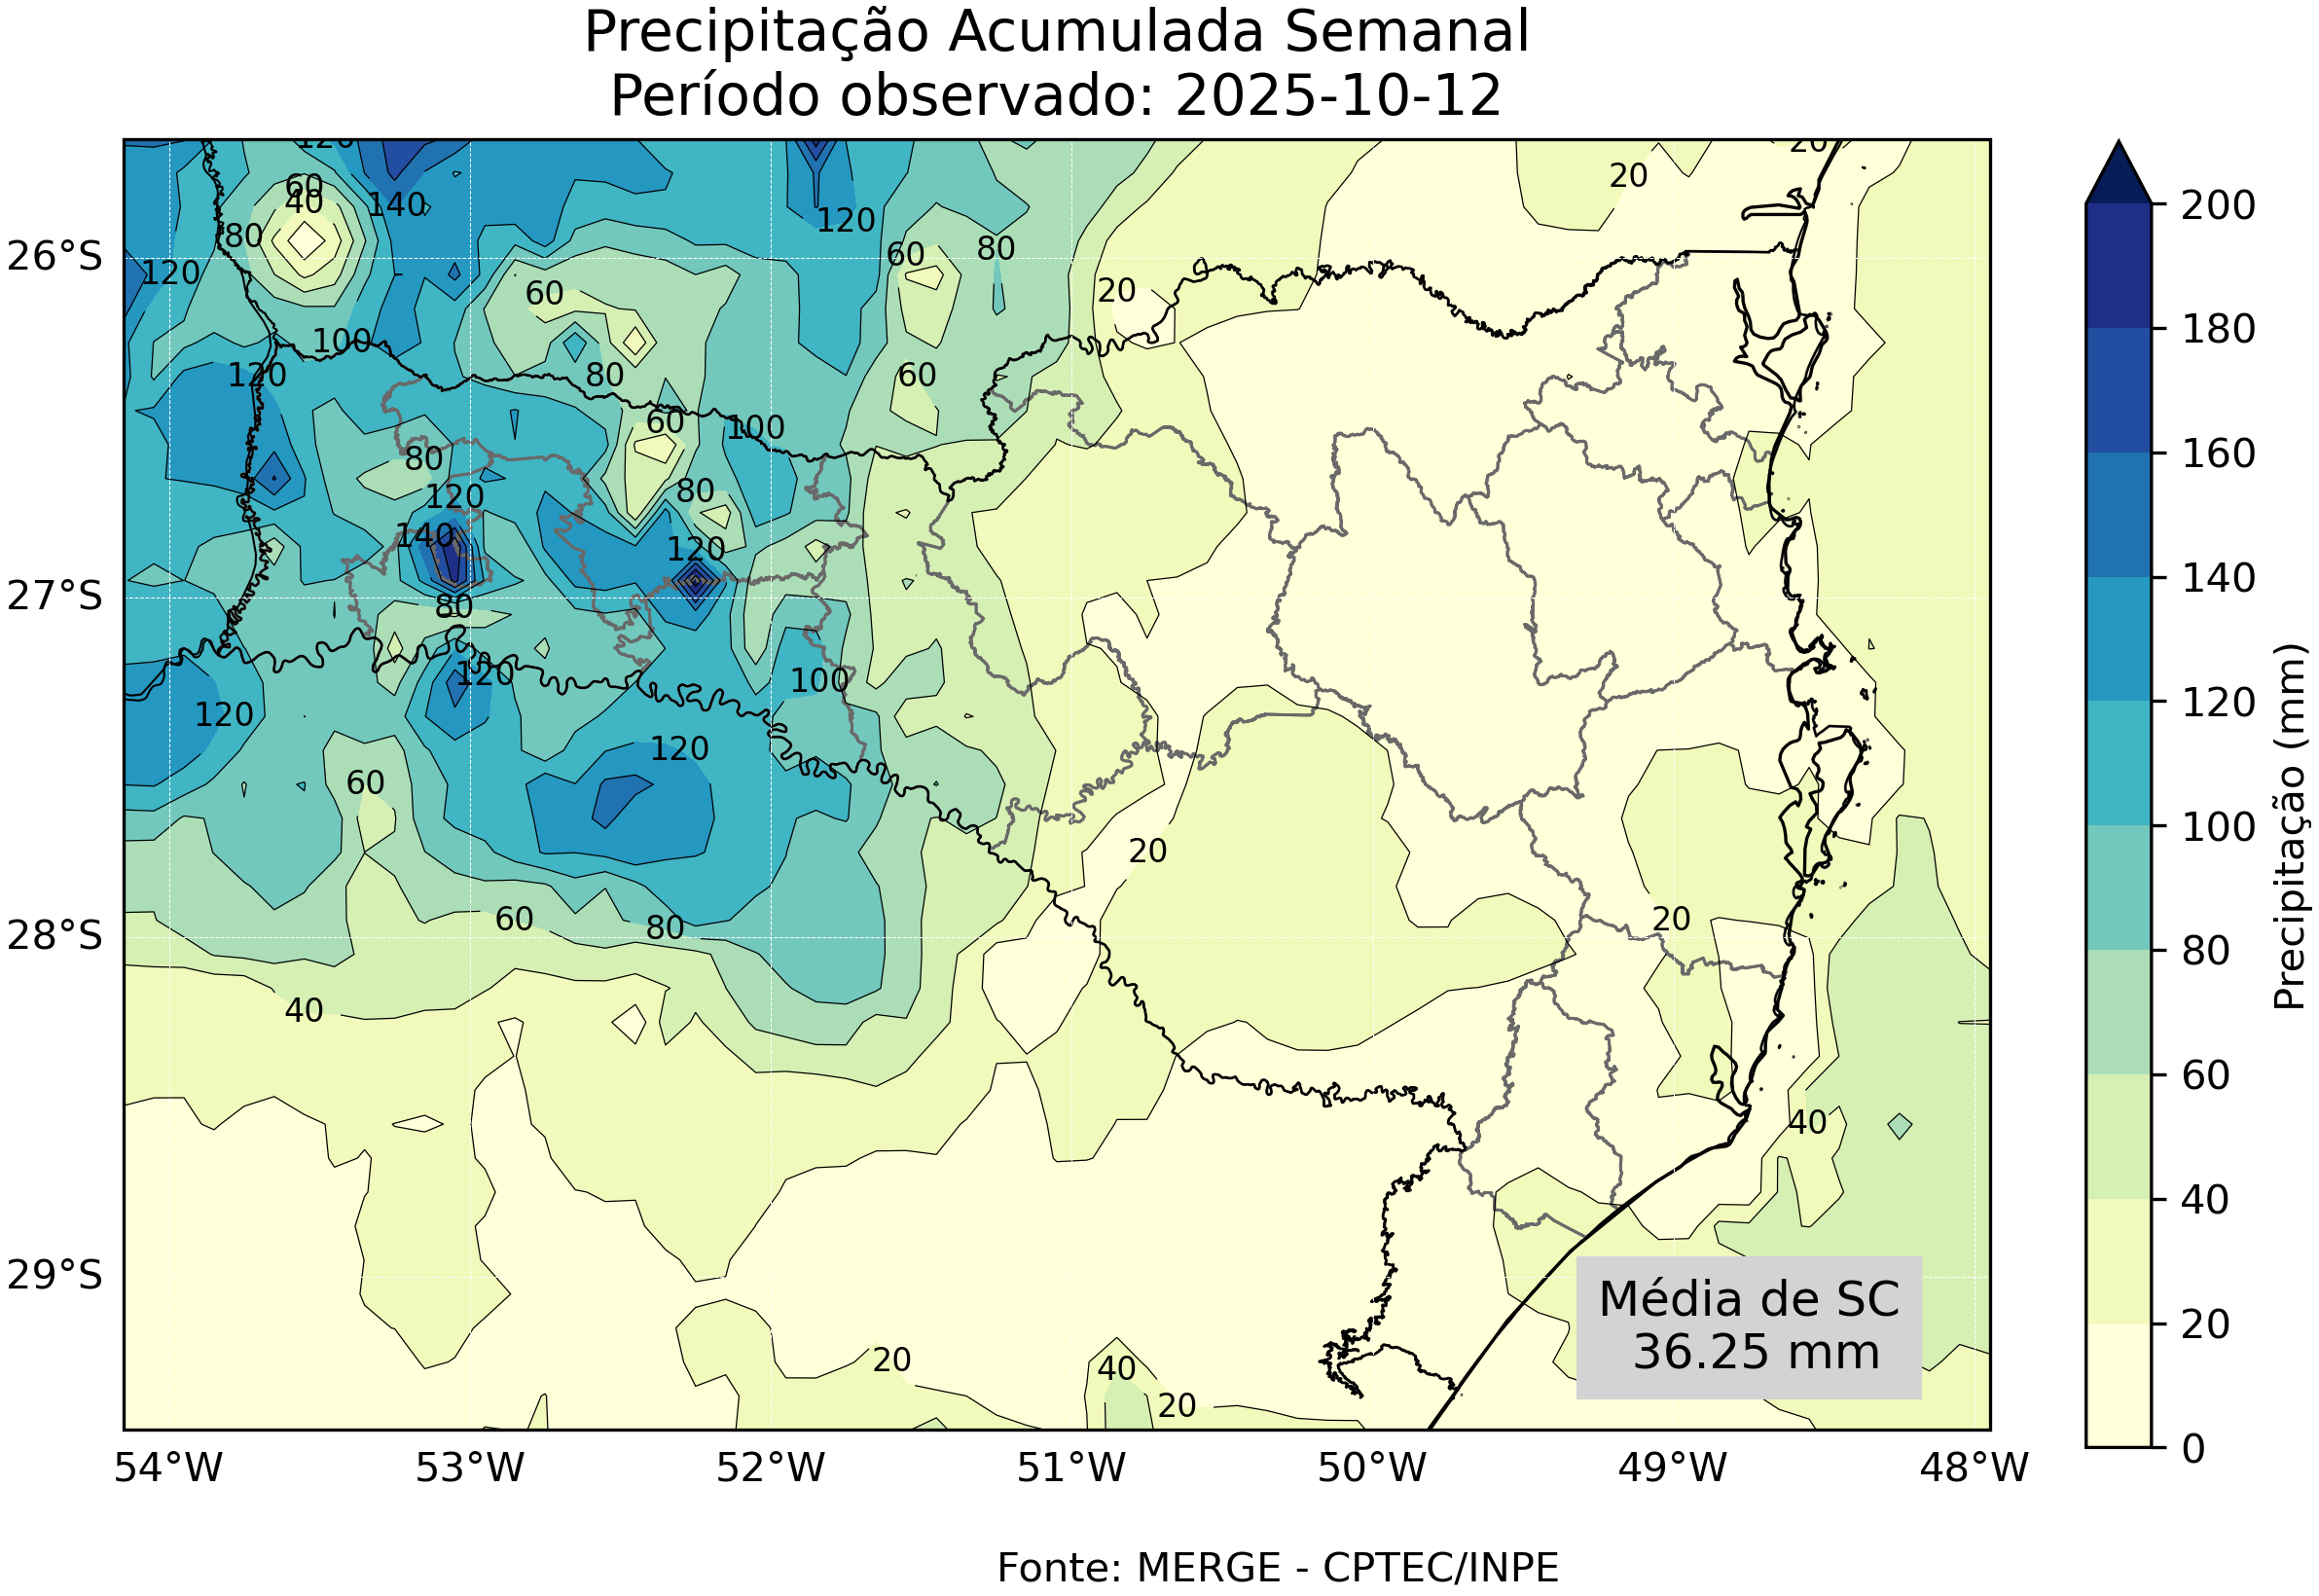 Precipitação Acumulada Semanal
Período observado: 2025-10-12
120
20
60
20
40
140
120
80
60
80
120
60
20
100
120
80
60
60
100
80
80
120
140
120
80
120
100
120
120
60
20
60
80
20
40
40
20
40
20
26°S
27°S
28°S
29°S
54°W
53°W
52°W
51°W
50°W
49°W
48°W
Média de SC
36.25 mm
200
180
160
140
120
100
80
60
40
20
0
Precipitação (mm)
Fonte: MERGE - CPTEC/INPE